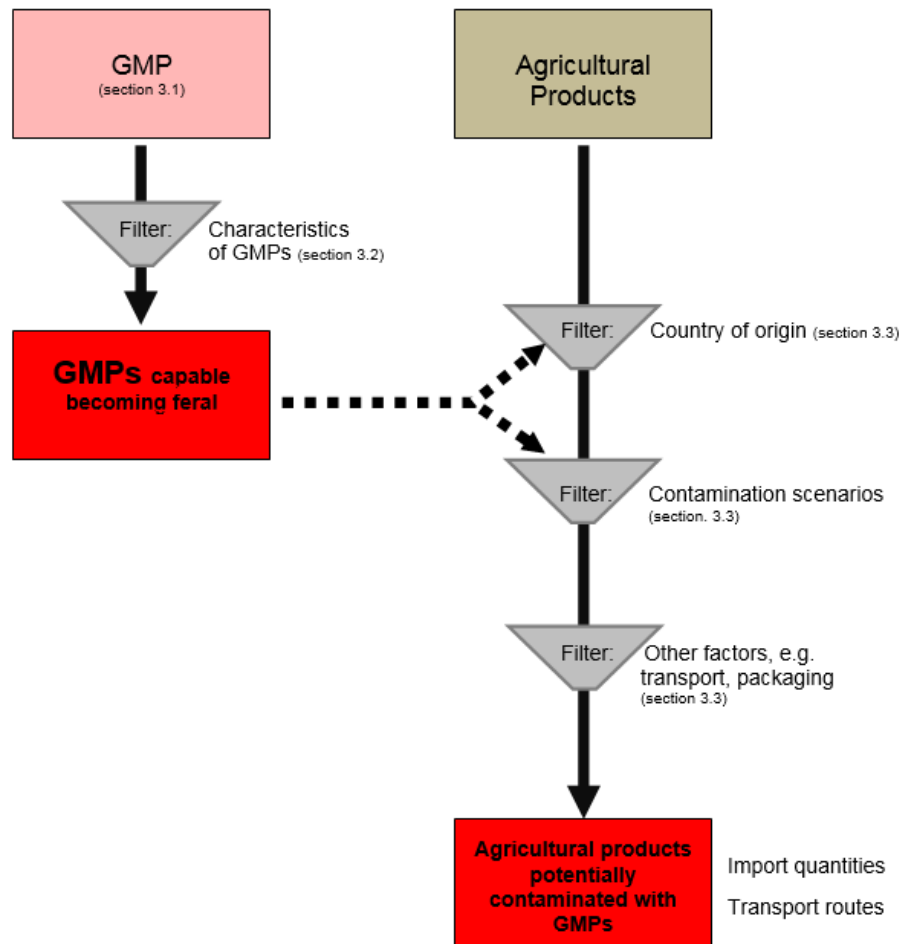 GMP
(section 3.1)
Agricultural
Products
Filter:
Characteristics
of GMPs (section 3.2)
GMPs capable
becoming feral
Filter:
Country of origin (section 3.3)
Filter:
Contamination scenarios
(section. 3.3)
Filter:
Other factors, e.g.
transport, packaging
(section 3.3)
Agricultural products
potentially
contaminated with
GMPs
Import quantities
Transport routes